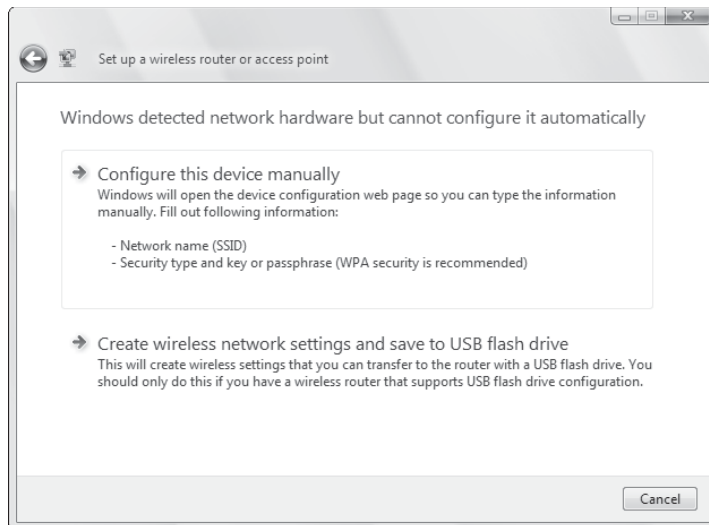 Set up a wireless router or access point
Windows detected network hardware but cannot configure it automatically
Configure this device manually
Windows will open the device configuration web page so you can type the information
manually. Fill out following information:
- Network name (SSID)
- Security type and key or passphrase (WPA security is recommended)
Create wireless network settings and save to USB flash drive
This will create wireless settings that you can transfer to the router with a USB flash drive. You
should only do this if you have a wireless router that supports USB flash drive configuration.
Cancel